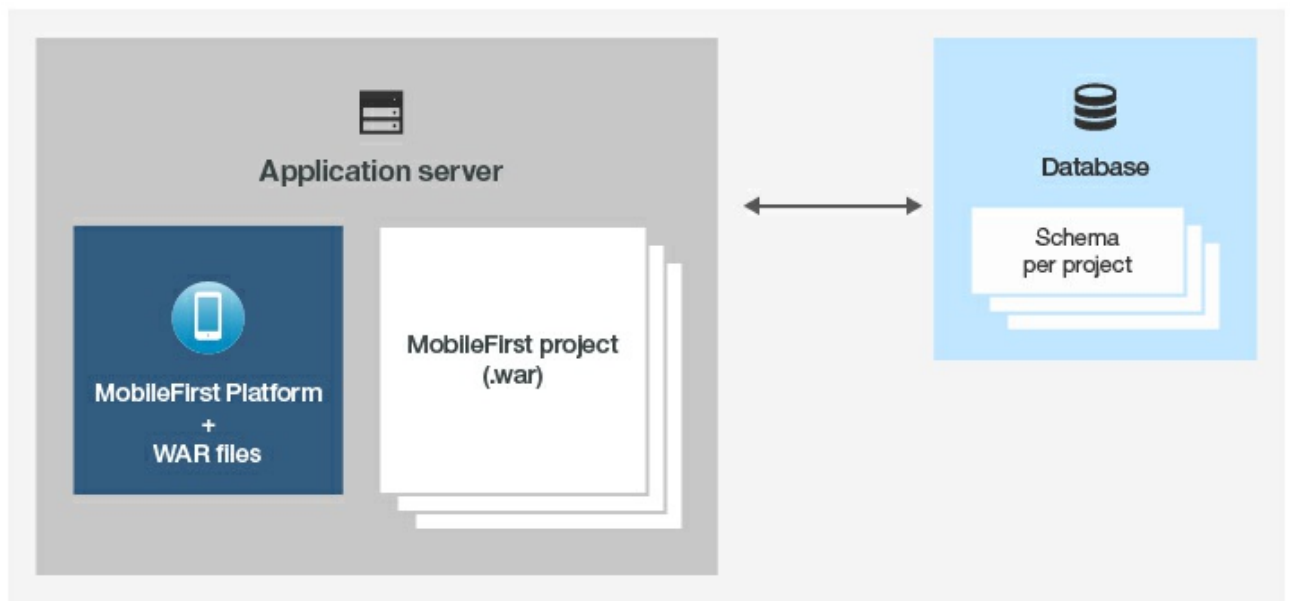 Application server
MobileFirst Platform
+
WAR files
MobileFirst project
(.war)
Database
Schema
per project